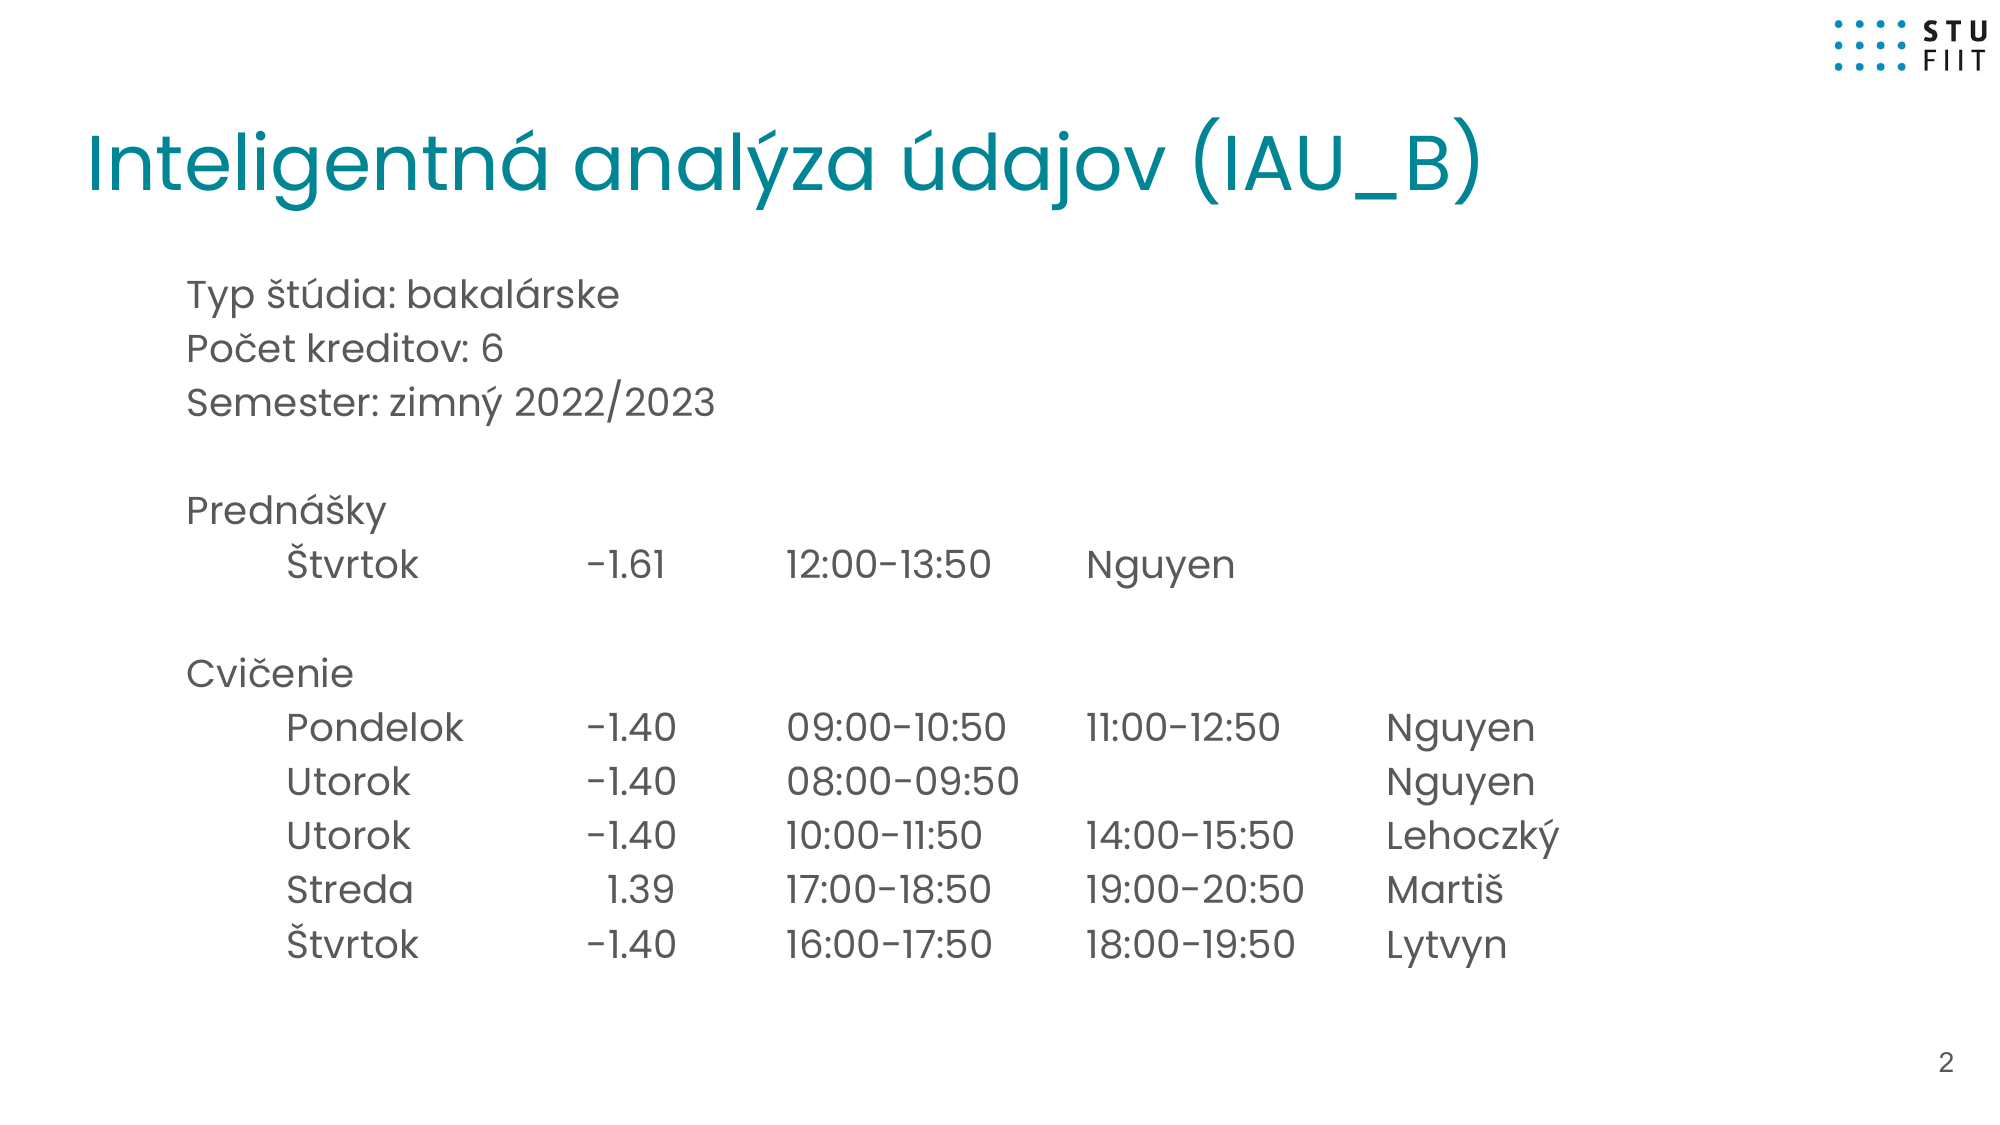 STU
FIIT
Inteligentná analýza údajov (IAU_B)
Typ štúdia: bakalárske
Počet kreditov: 6
Semester: zimný 2022/2023
Prednášky
Štvrtok -1.61 12:00-13:50 Nguyen
Cvičenie
Pondelok -1.40 09:00-10:50 11:00-12:50 Nguyen
Utorok -1.40 08:00-09:50 Nguyen
Utorok -1.40 10:00-11:50 14:00-15:50 Lehoczký
Streda 1.39 17:00-18:50 19:00-20:50 Martiš
Štvrtok -1.40 16:00-17:50 18:00-19:50 Lytvyn
2